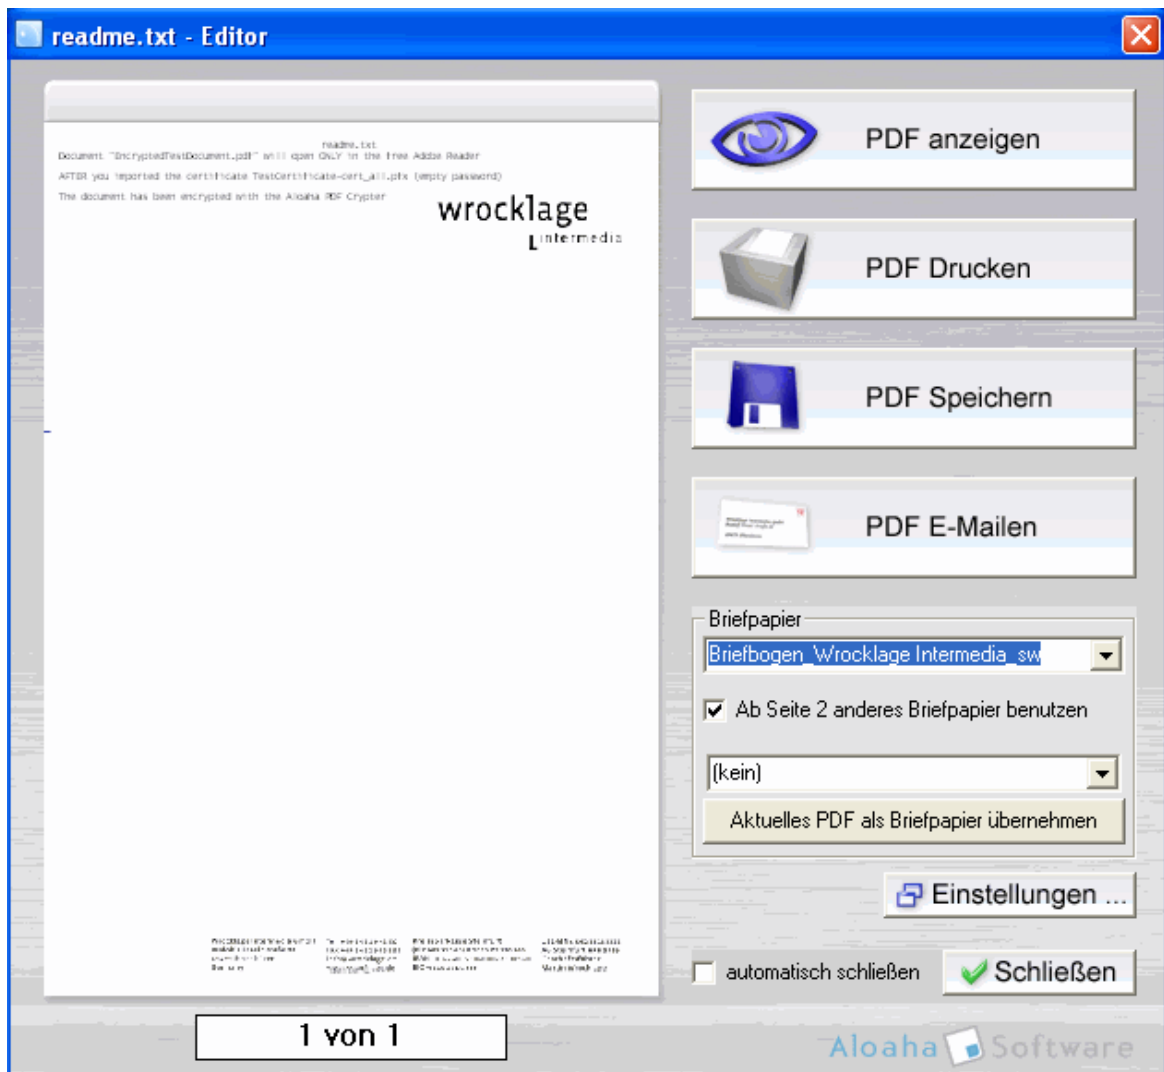 readme.txt - Editor
readme.txt
Document "EncryptedTestDocument.pdf" will open ONLY in the free Adobe Reader
AFTER you imported the certificate TestCertificate-cert_all.pfx (empty password)
The document has been encrypted with the Aloaha PDF Crypter
wrocklage
intermedia
PDF anzeigen
PDF Drucken
PDF Speichern
PDF E-Mailen
Briefpapier
Briefbogen_Wrocklage Intermedia_sw
Ab Seite 2 anderes Briefpapier benutzen
(kein)
Aktuelles PDF als Briefpapier übernehmen
Einstellungen ...
automatisch schließen
Schließen
1 von 1
Aloaha Software